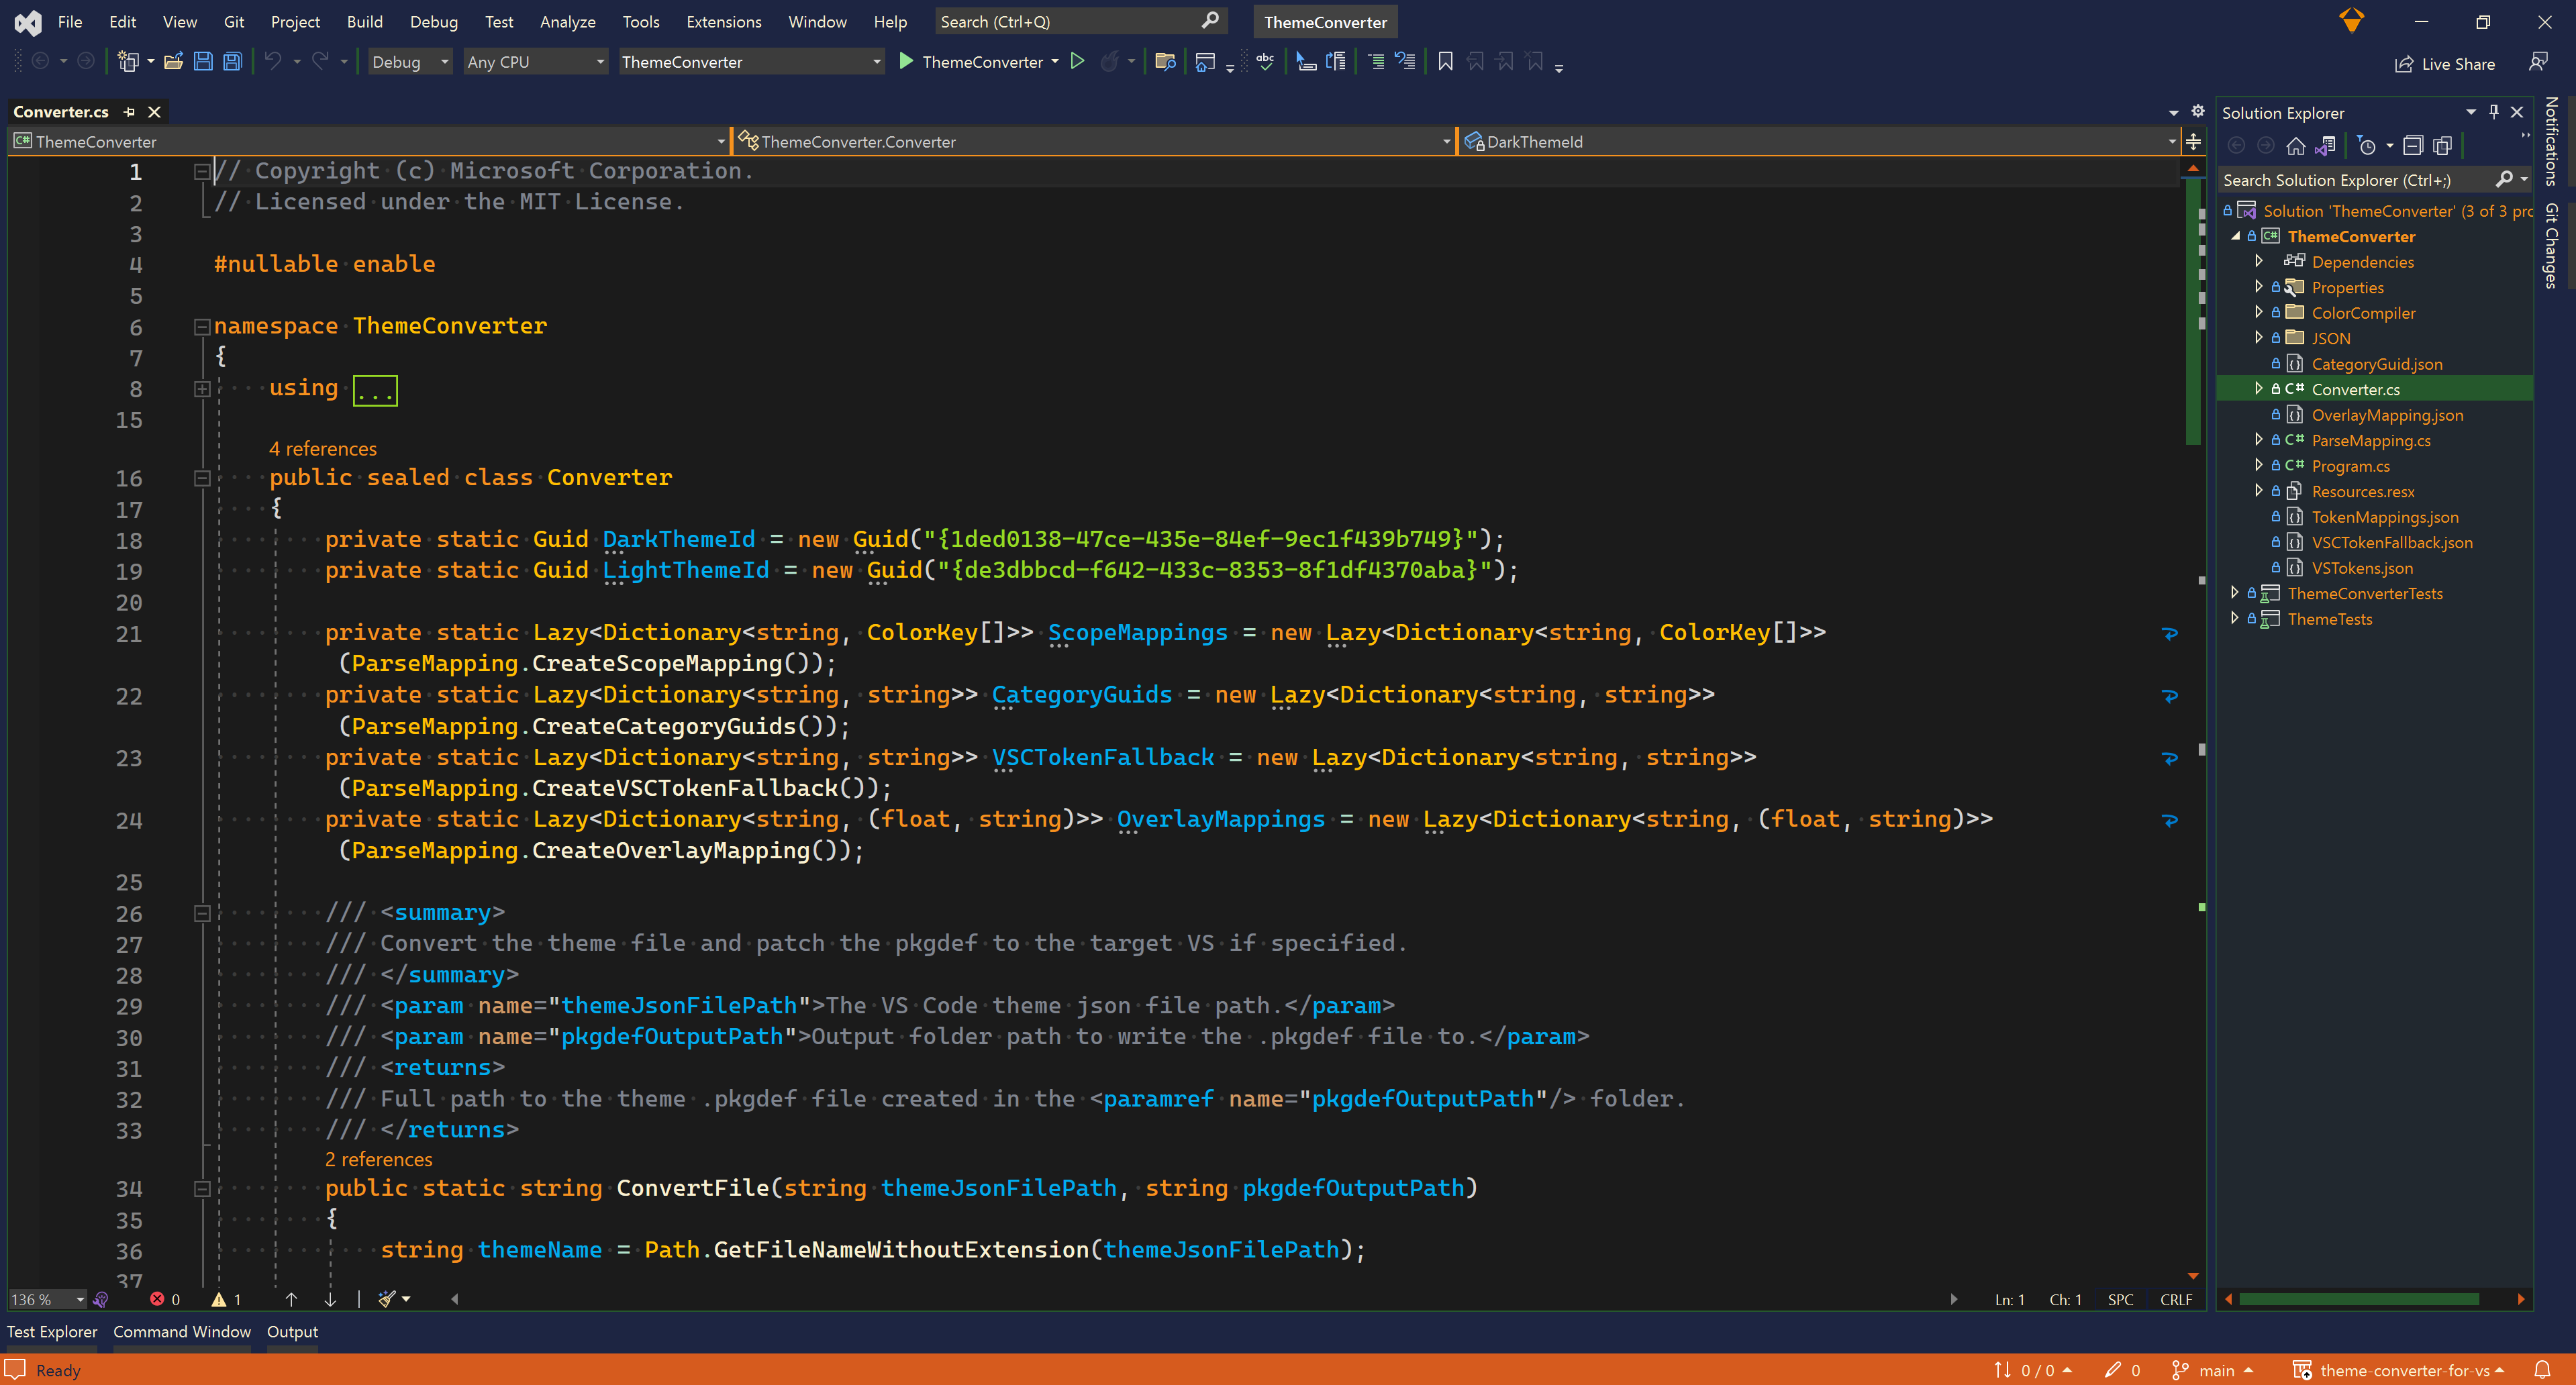 File Edit View Git Project Build Debug Test Analyze Tools Extensions Window Help Search (Ctrl+Q) ThemeConverter
Debug Any CPU ThemeConverter ThemeConverter Live Share
Converter.cs
ThemeConverter ThemeConverter.Converter DarkThemeId
1 // Copyright (c) Microsoft Corporation.
2 // Licensed under the MIT License.
3
4 #nullable enable
5
6 namespace ThemeConverter
7 {
8 using ...
15
4 references
16 public sealed class Converter
17 {
18 private static Guid DarkThemeId = new Guid("{1ded0138-47ce-435e-84ef-9ec1f439b749}");
19 private static Guid LightThemeId = new Guid("{de3dbbcd-f642-433c-8353-8f1df4370aba}");
20
21 private static Lazy<Dictionary<string, ColorKey[]>> ScopeMappings = new Lazy<Dictionary<string, ColorKey[]>>
(ParseMapping.CreateScopeMapping());
22 private static Lazy<Dictionary<string, string>> CategoryGuids = new Lazy<Dictionary<string, string>>
(ParseMapping.CreateCategoryGuids());
23 private static Lazy<Dictionary<string, string>> VSCTokenFallback = new Lazy<Dictionary<string, string>>
(ParseMapping.CreateVSCTokenFallback());
24 private static Lazy<Dictionary<string, (float, string)>> OverlayMappings = new Lazy<Dictionary<string, (float, string)>>
(ParseMapping.CreateOverlayMapping());
25
26 /// <summary>
27 /// Convert the theme file and patch the pkgdef to the target VS if specified.
28 /// </summary>
29 /// <param name="themeJsonFilePath">The VS Code theme json file path.</param>
30 /// <param name="pkgdefOutputPath">Output folder path to write the .pkgdef file to.</param>
31 /// <returns>
32 /// Full path to the theme .pkgdef file created in the <paramref name="pkgdefOutputPath"/> folder.
33 /// </returns>
2 references
34 public static string ConvertFile(string themeJsonFilePath, string pkgdefOutputPath)
35 {
36 string themeName = Path.GetFileNameWithoutExtension(themeJsonFilePath);
37
136 % 0 1 Ln: 1 Ch: 1 SPC CRLF
Solution Explorer
Search Solution Explorer (Ctrl+;)
Solution 'ThemeConverter' (3 of 3 pro
C# ThemeConverter
Dependencies
Properties
ColorCompiler
JSON
CategoryGuid.json
C# Converter.cs
OverlayMapping.json
C# ParseMapping.cs
C# Program.cs
Resources.resx
TokenMappings.json
VSCTokenFallback.json
VSTokens.json
ThemeConverterTests
ThemeTests
Notifications
Git Changes
Test Explorer Command Window Output
Ready 0 / 0 0 main theme-converter-for-vs